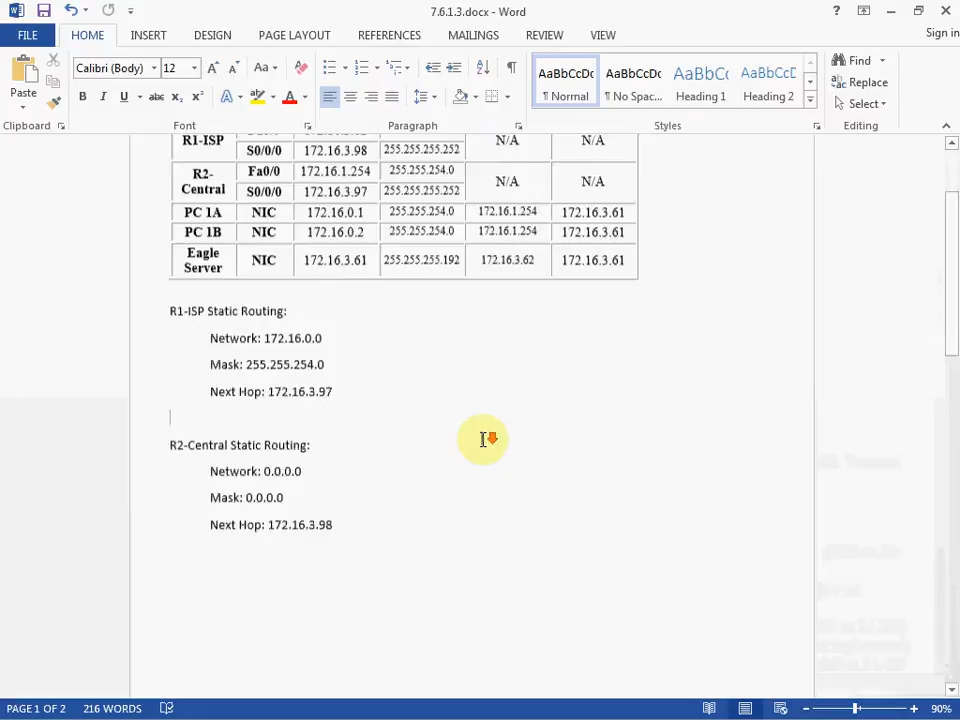 7.6.1.3.docx - Word
?
Sign in
FILE HOME INSERT DESIGN PAGE LAYOUT REFERENCES MAILINGS REVIEW VIEW
Paste
Clipboard
Calibri (Body) 12
B I U abc X₂ X²
Font
Paragraph
AaBbCcDc AaBbCcDc AaBbCc AaBbCcDc
¶ Normal ¶ No Spac... Heading 1 Heading 2
Styles
Find
Replace
Select
Editing
R1-ISP N/A N/A
S0/0/0 172.16.3.98 255.255.255.252
R2-Central Fa0/0 172.16.1.254 255.255.254.0 N/A N/A
S0/0/0 172.16.3.97 255.255.255.252
PC 1A NIC 172.16.0.1 255.255.254.0 172.16.1.254 172.16.3.61
PC 1B NIC 172.16.0.2 255.255.254.0 172.16.1.254 172.16.3.61
Eagle Server NIC 172.16.3.61 255.255.255.192 172.16.3.62 172.16.3.61
R1-ISP Static Routing:
Network: 172.16.0.0
Mask: 255.255.254.0
Next Hop: 172.16.3.97
R2-Central Static Routing:
Network: 0.0.0.0
Mask: 0.0.0.0
Next Hop: 172.16.3.98
PAGE 1 OF 2 216 WORDS 90%